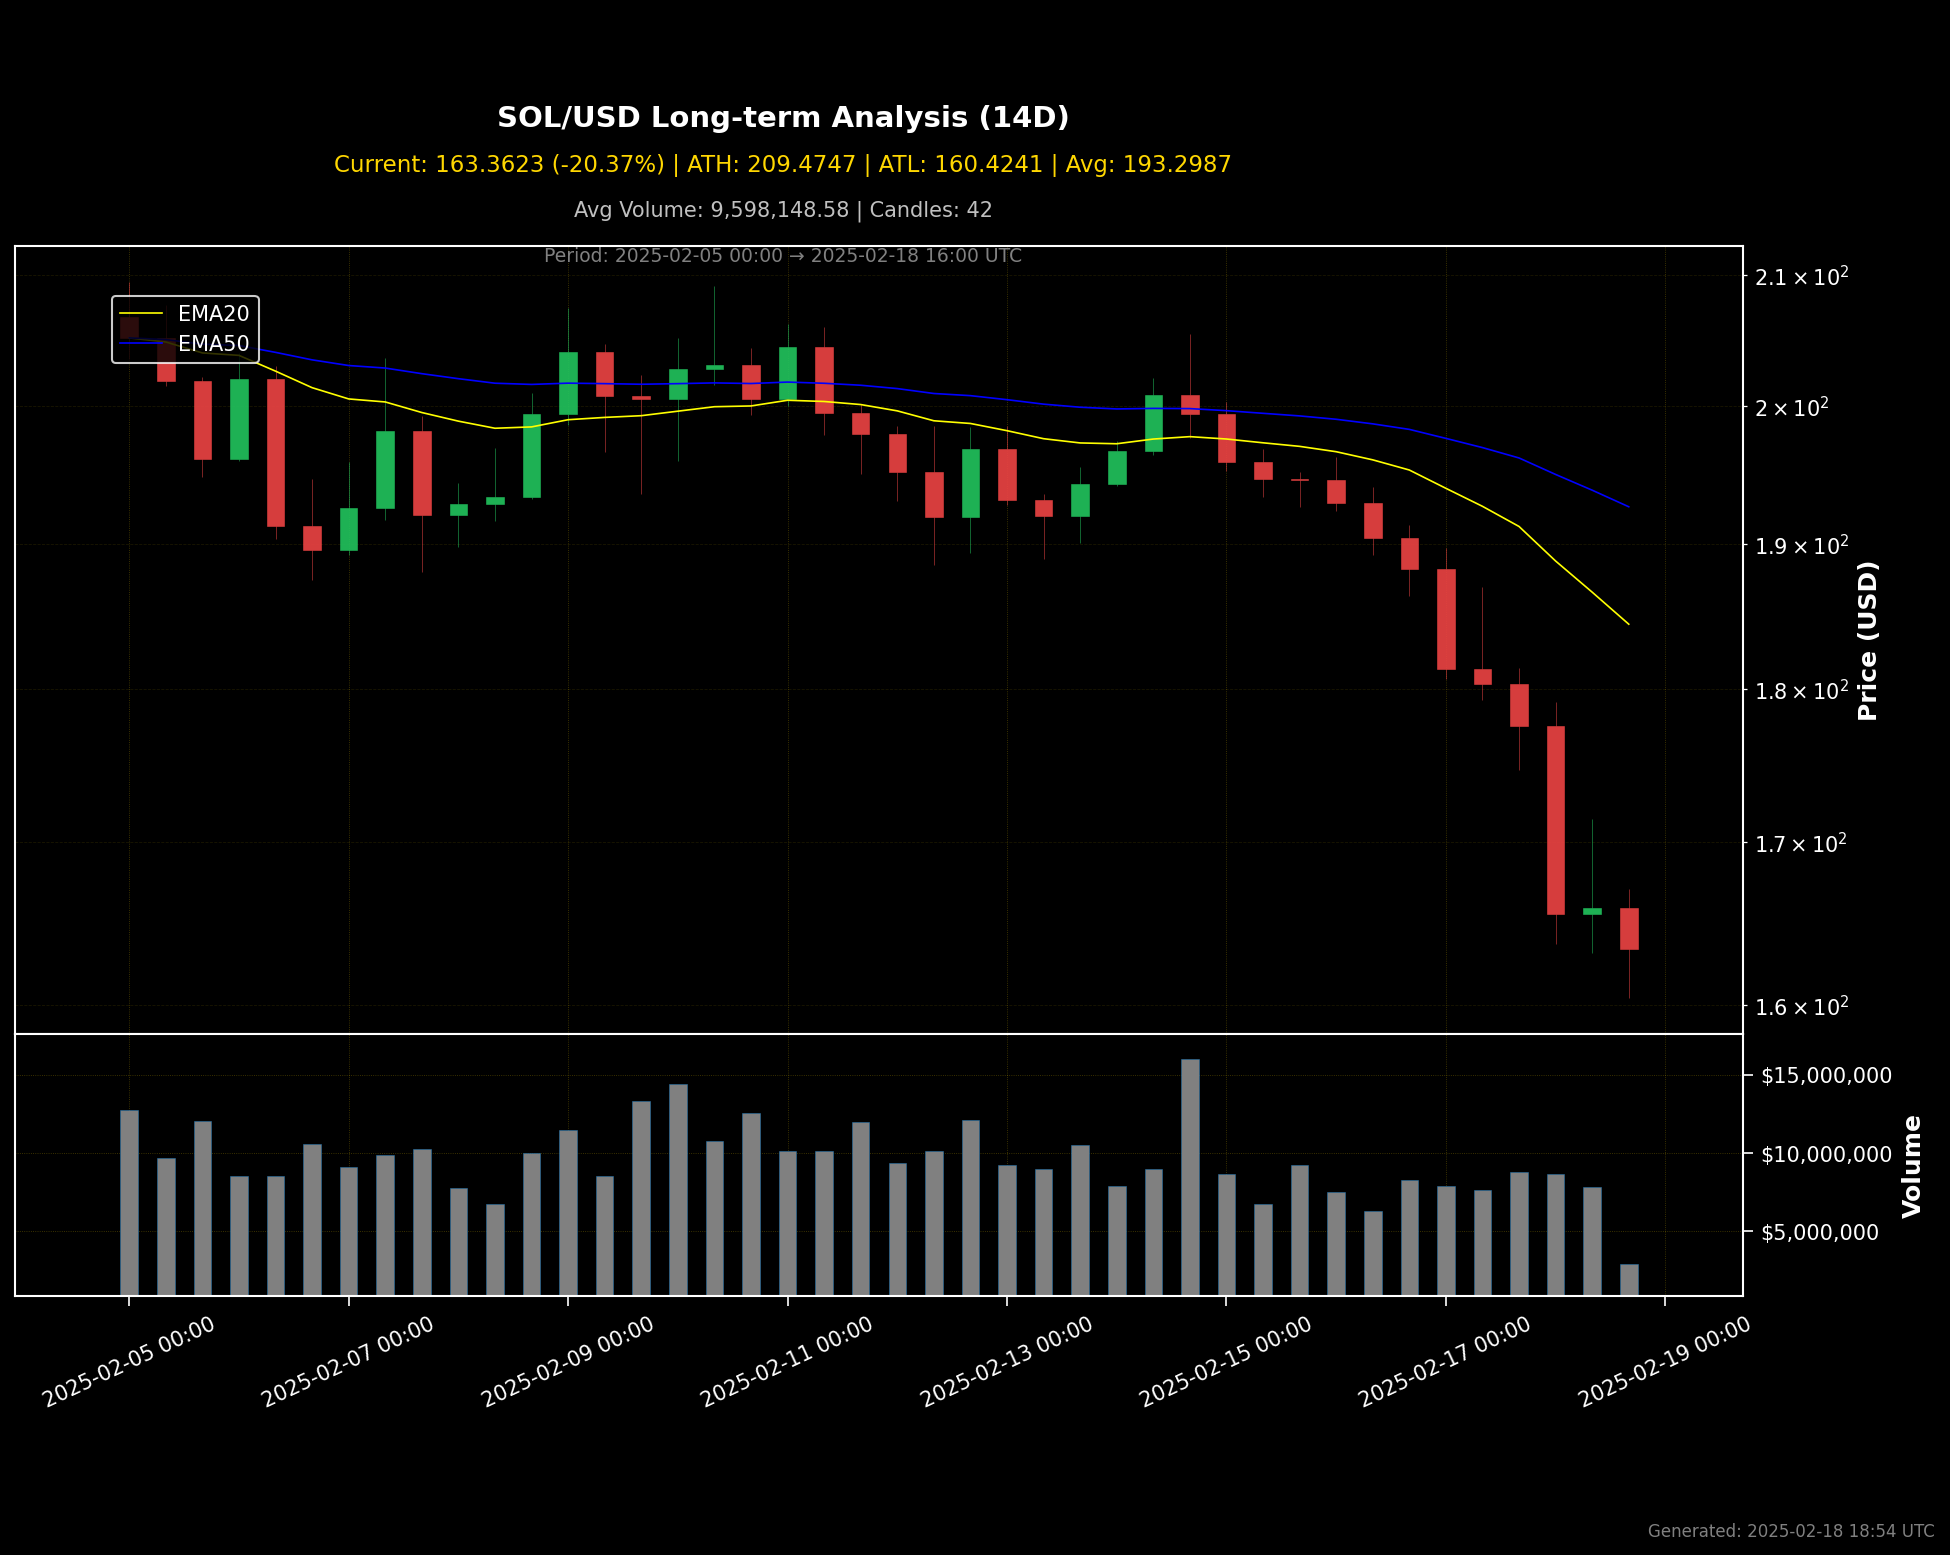 SOL/USD Long-term Analysis (14D)
Current: 163.3623 (-20.37%) | ATH: 209.4747 | ATL: 160.4241 | Avg: 193.2987
Avg Volume: 9,598,148.58 | Candles: 42
Period: 2025-02-05 00:00 → 2025-02-18 16:00 UTC
EMA20
EMA50
2.1 × 10²
2 × 10²
1.9 × 10²
1.8 × 10²
1.7 × 10²
1.6 × 10²
Price (USD)
$15,000,000
$10,000,000
$5,000,000
Volume
2025-02-05 00:00
2025-02-07 00:00
2025-02-09 00:00
2025-02-11 00:00
2025-02-13 00:00
2025-02-15 00:00
2025-02-17 00:00
2025-02-19 00:00
Generated: 2025-02-18 18:54 UTC